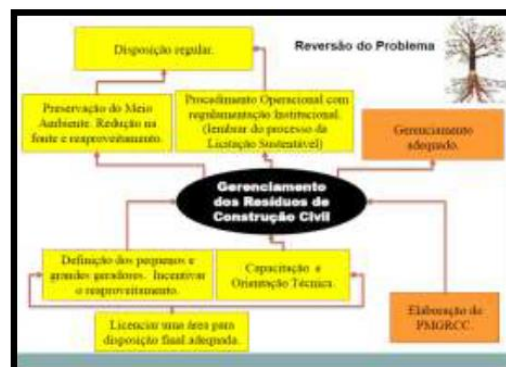 Disposição regular.
Reversão do Problema
Preservação do Meio
Ambiente. Redução na
fonte e reaproveitamento.
Procedimento Operacional com
regulamentação Institucional.
(lembrar do processo da
Licitação Sustentável)
Gerenciamento
adequado.
Gerenciamento
dos Resíduos de
Construção Civil
Definição dos pequenos e
grandes geradores. Incentivar
o reaproveitamento.
Capacitação e
Orientação Técnica.
Licenciar uma área para
disposição final adequada.
Elaboração do
PMGRCC.